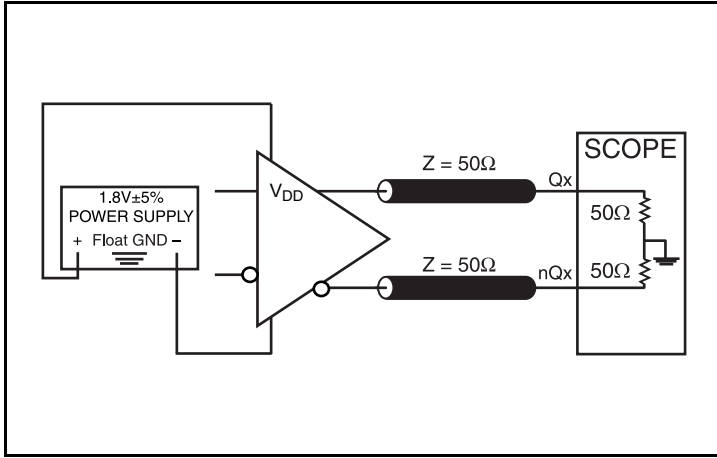 1.8V±5%
POWER SUPPLY
+ Float GND –
V_DD
Z = 50Ω
Qx
Z = 50Ω
nQx
SCOPE
50Ω
50Ω